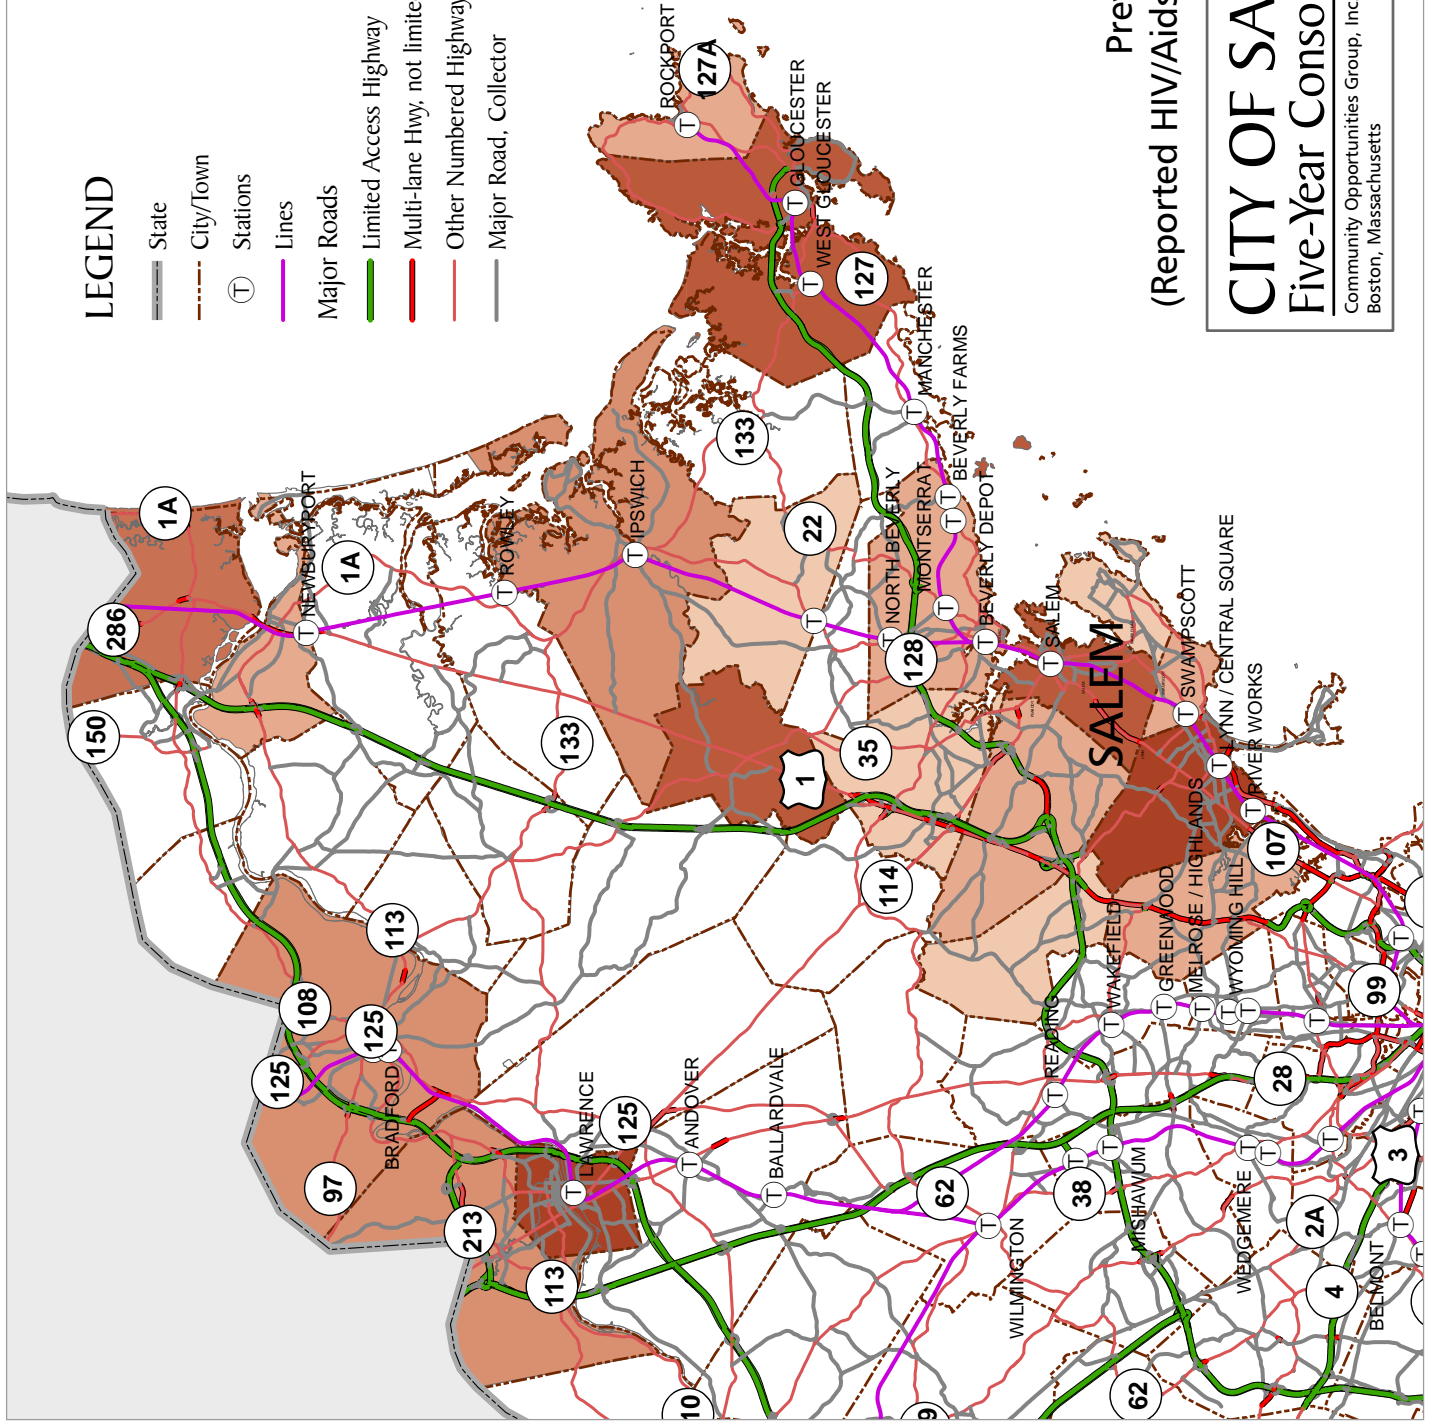 LEGEND
State
City/Town
T Stations
Lines
Major Roads
Limited Access Highway
Multi-lane Hwy, not limite
Other Numbered Highway
Major Road, Collector
Pre
(Reported HIV/Aids
CITY OF SA
Five-Year Conso
Community Opportunities Group, Inc
Boston, Massachusetts
ROCKPORT
127A
GLOUCESTER
WEST GLOUCESTER
127
MANCHESTER
BEVERLY FARMS
133
1A
NEWBURYPORT
1A
ROWLEY
IPSWICH
22
NORTH BEVERLY
MONTSERRAT
BEVERLY DEPOT
286
128
SALEM
SALEM
SWAMPSCOTT
LYNN / CENTRAL SQUARE
RIVER WORKS
150
133
1
35
107
114
113
GREENWOOD
MELROSE / HIGHLANDS
WYOMING HILL
WAKEFIELD
READING
99
108
125
125
BRADFORD
28
97
LAWRENCE
125
ANDOVER
BALLARDVALE
62
38
MISHAWUM
WEDGEMERE
2A
3
213
113
WILMINGTON
4
BELMONT
10
9
62